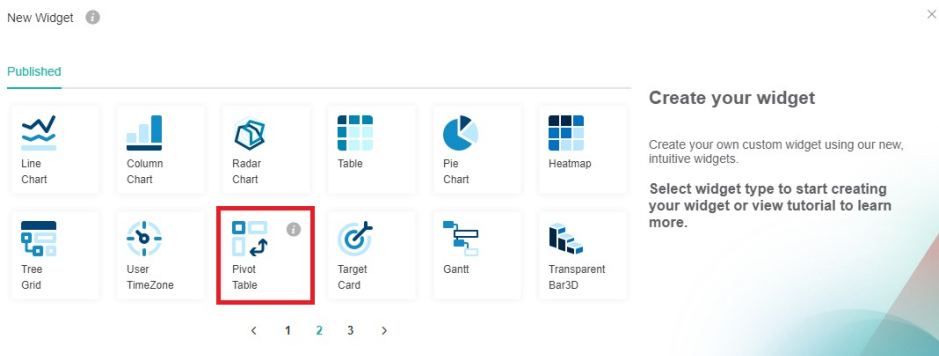 New Widget
Published
Line
Chart
Column
Chart
Radar
Chart
Table
Pie
Chart
Heatmap
Tree
Grid
User
TimeZone
Pivot
Table
Target
Card
Gantt
Transparent
Bar3D
< 1 2 3 >
Create your widget
Create your own custom widget using our new,
intuitive widgets.
Select widget type to start creating
your widget or view tutorial to learn
more.